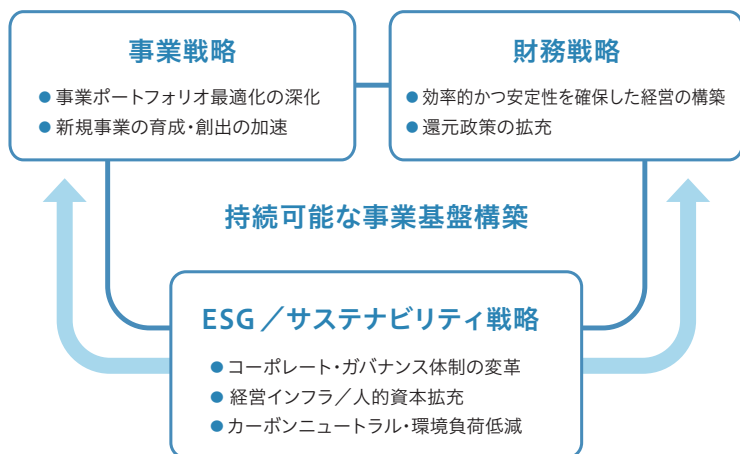 事業戦略
● 事業ポートフォリオ最適化の深化
● 新規事業の育成・創出の加速
財務戦略
● 効率的かつ安定性を確保した経営の構築
● 還元政策の拡充
持続可能な事業基盤構築
ESG／サステナビリティ戦略
● コーポレート・ガバナンス体制の変革
● 経営インフラ／人的資本拡充
● カーボンニュートラル・環境負荷低減